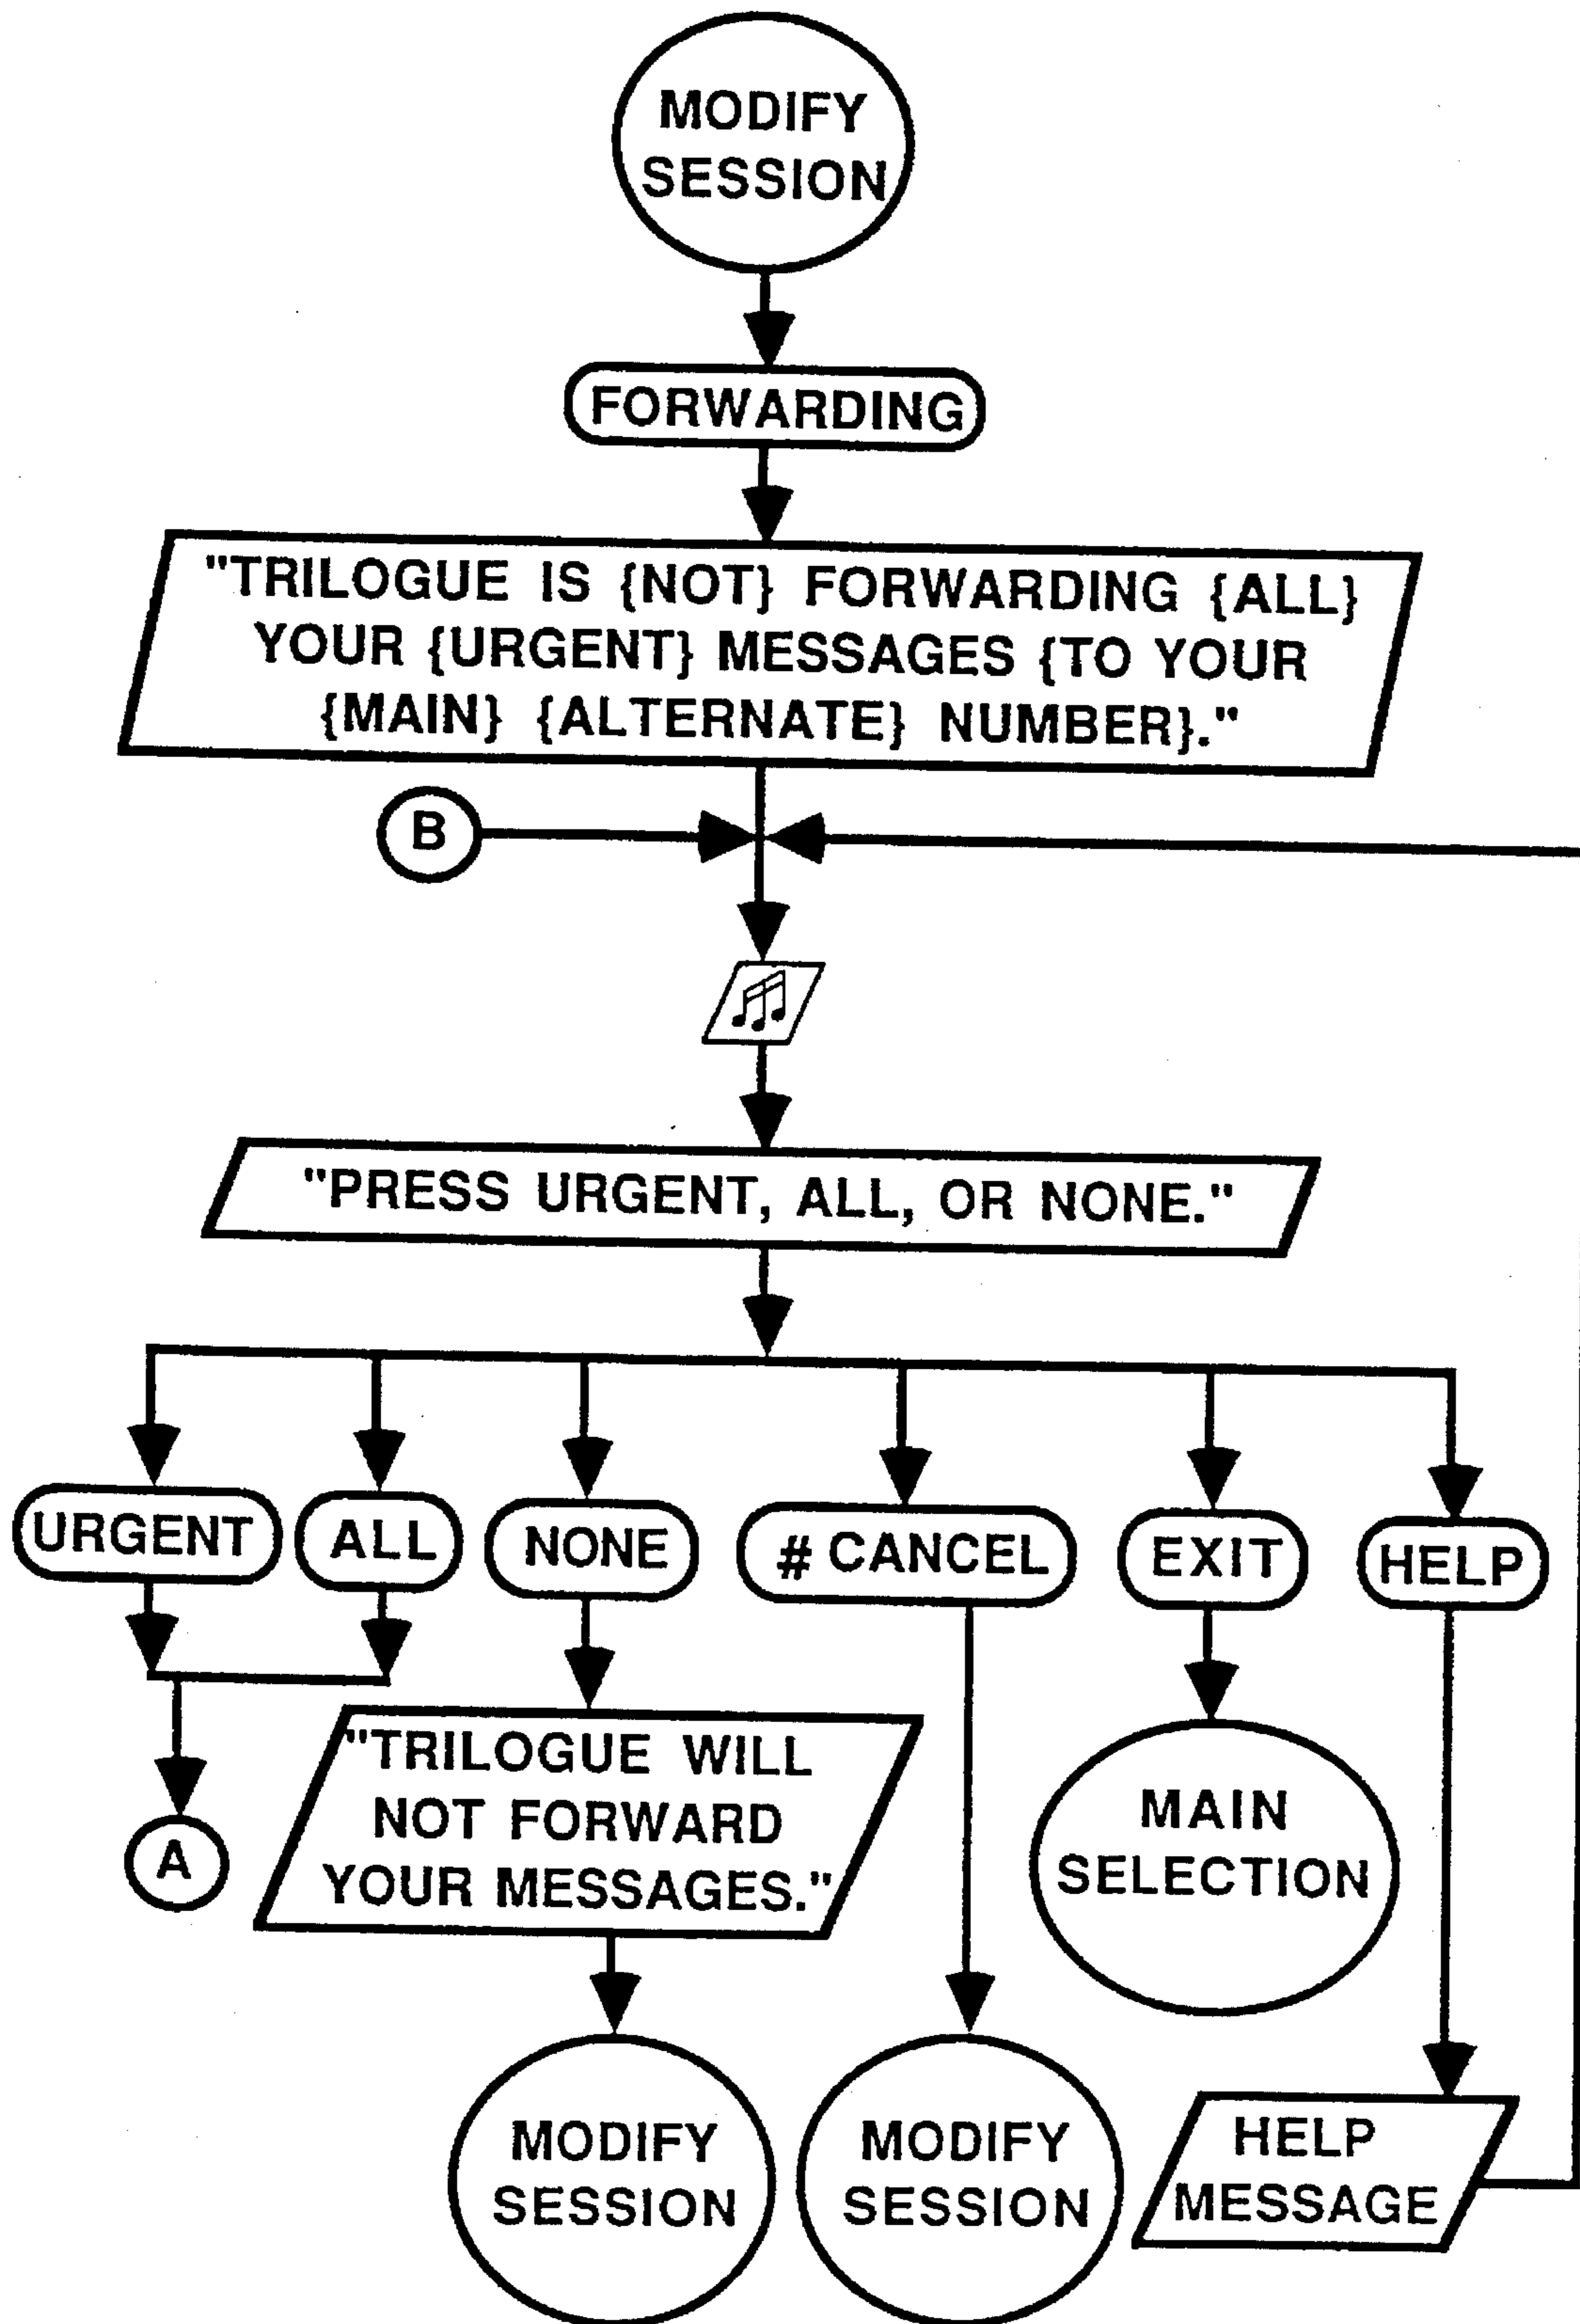 MODIFY
SESSION
FORWARDING
"TRILOGUE IS {NOT} FORWARDING {ALL}
YOUR {URGENT} MESSAGES {TO YOUR
{MAIN} {ALTERNATE} NUMBER}."
B
"PRESS URGENT, ALL, OR NONE."
URGENT
ALL
NONE
# CANCEL
EXIT
HELP
A
"TRILOGUE WILL
NOT FORWARD
YOUR MESSAGES."
MAIN
SELECTION
MODIFY
SESSION
MODIFY
SESSION
HELP
MESSAGE